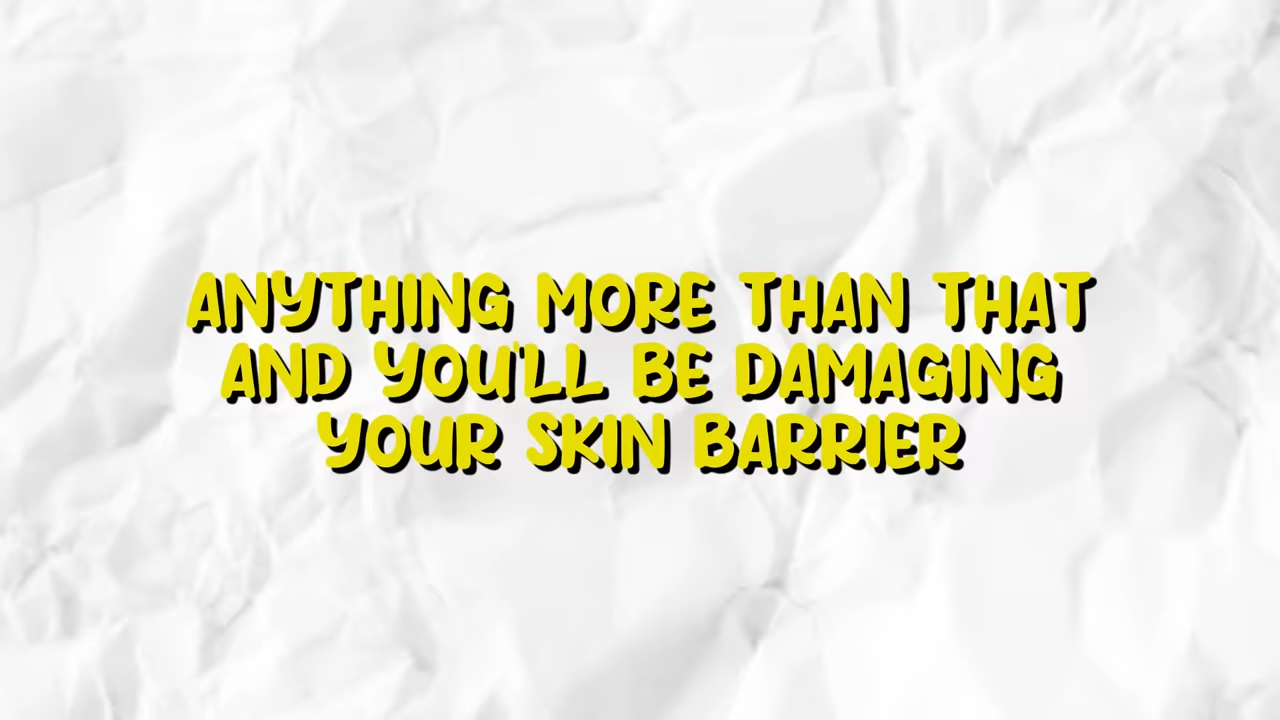 ANYTHING MORE THAN THAT
AND YOU'LL BE DAMAGING
YOUR SKIN BARRIER